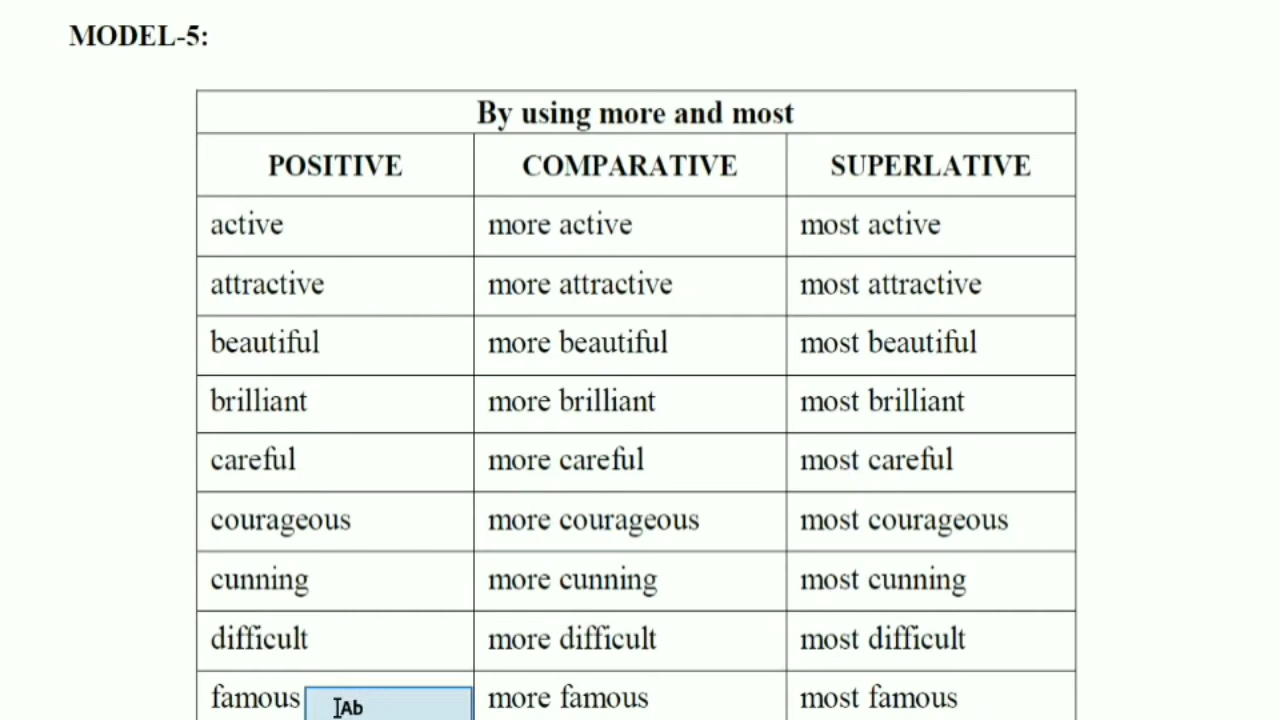 MODEL-5:
By using more and most
POSITIVE COMPARATIVE SUPERLATIVE
active more active most active
attractive more attractive most attractive
beautiful more beautiful most beautiful
brilliant more brilliant most brilliant
careful more careful most careful
courageous more courageous most courageous
cunning more cunning most cunning
difficult more difficult most difficult
famous more famous most famous
Ab